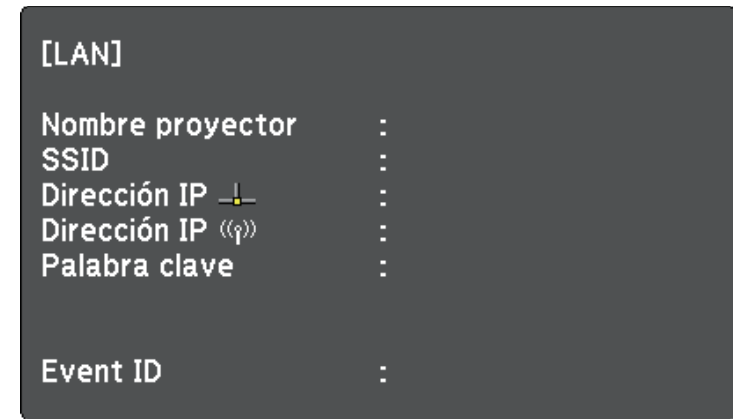 [LAN]
Nombre proyector :
SSID :
Dirección IP :
Dirección IP :
Palabra clave :
Event ID :